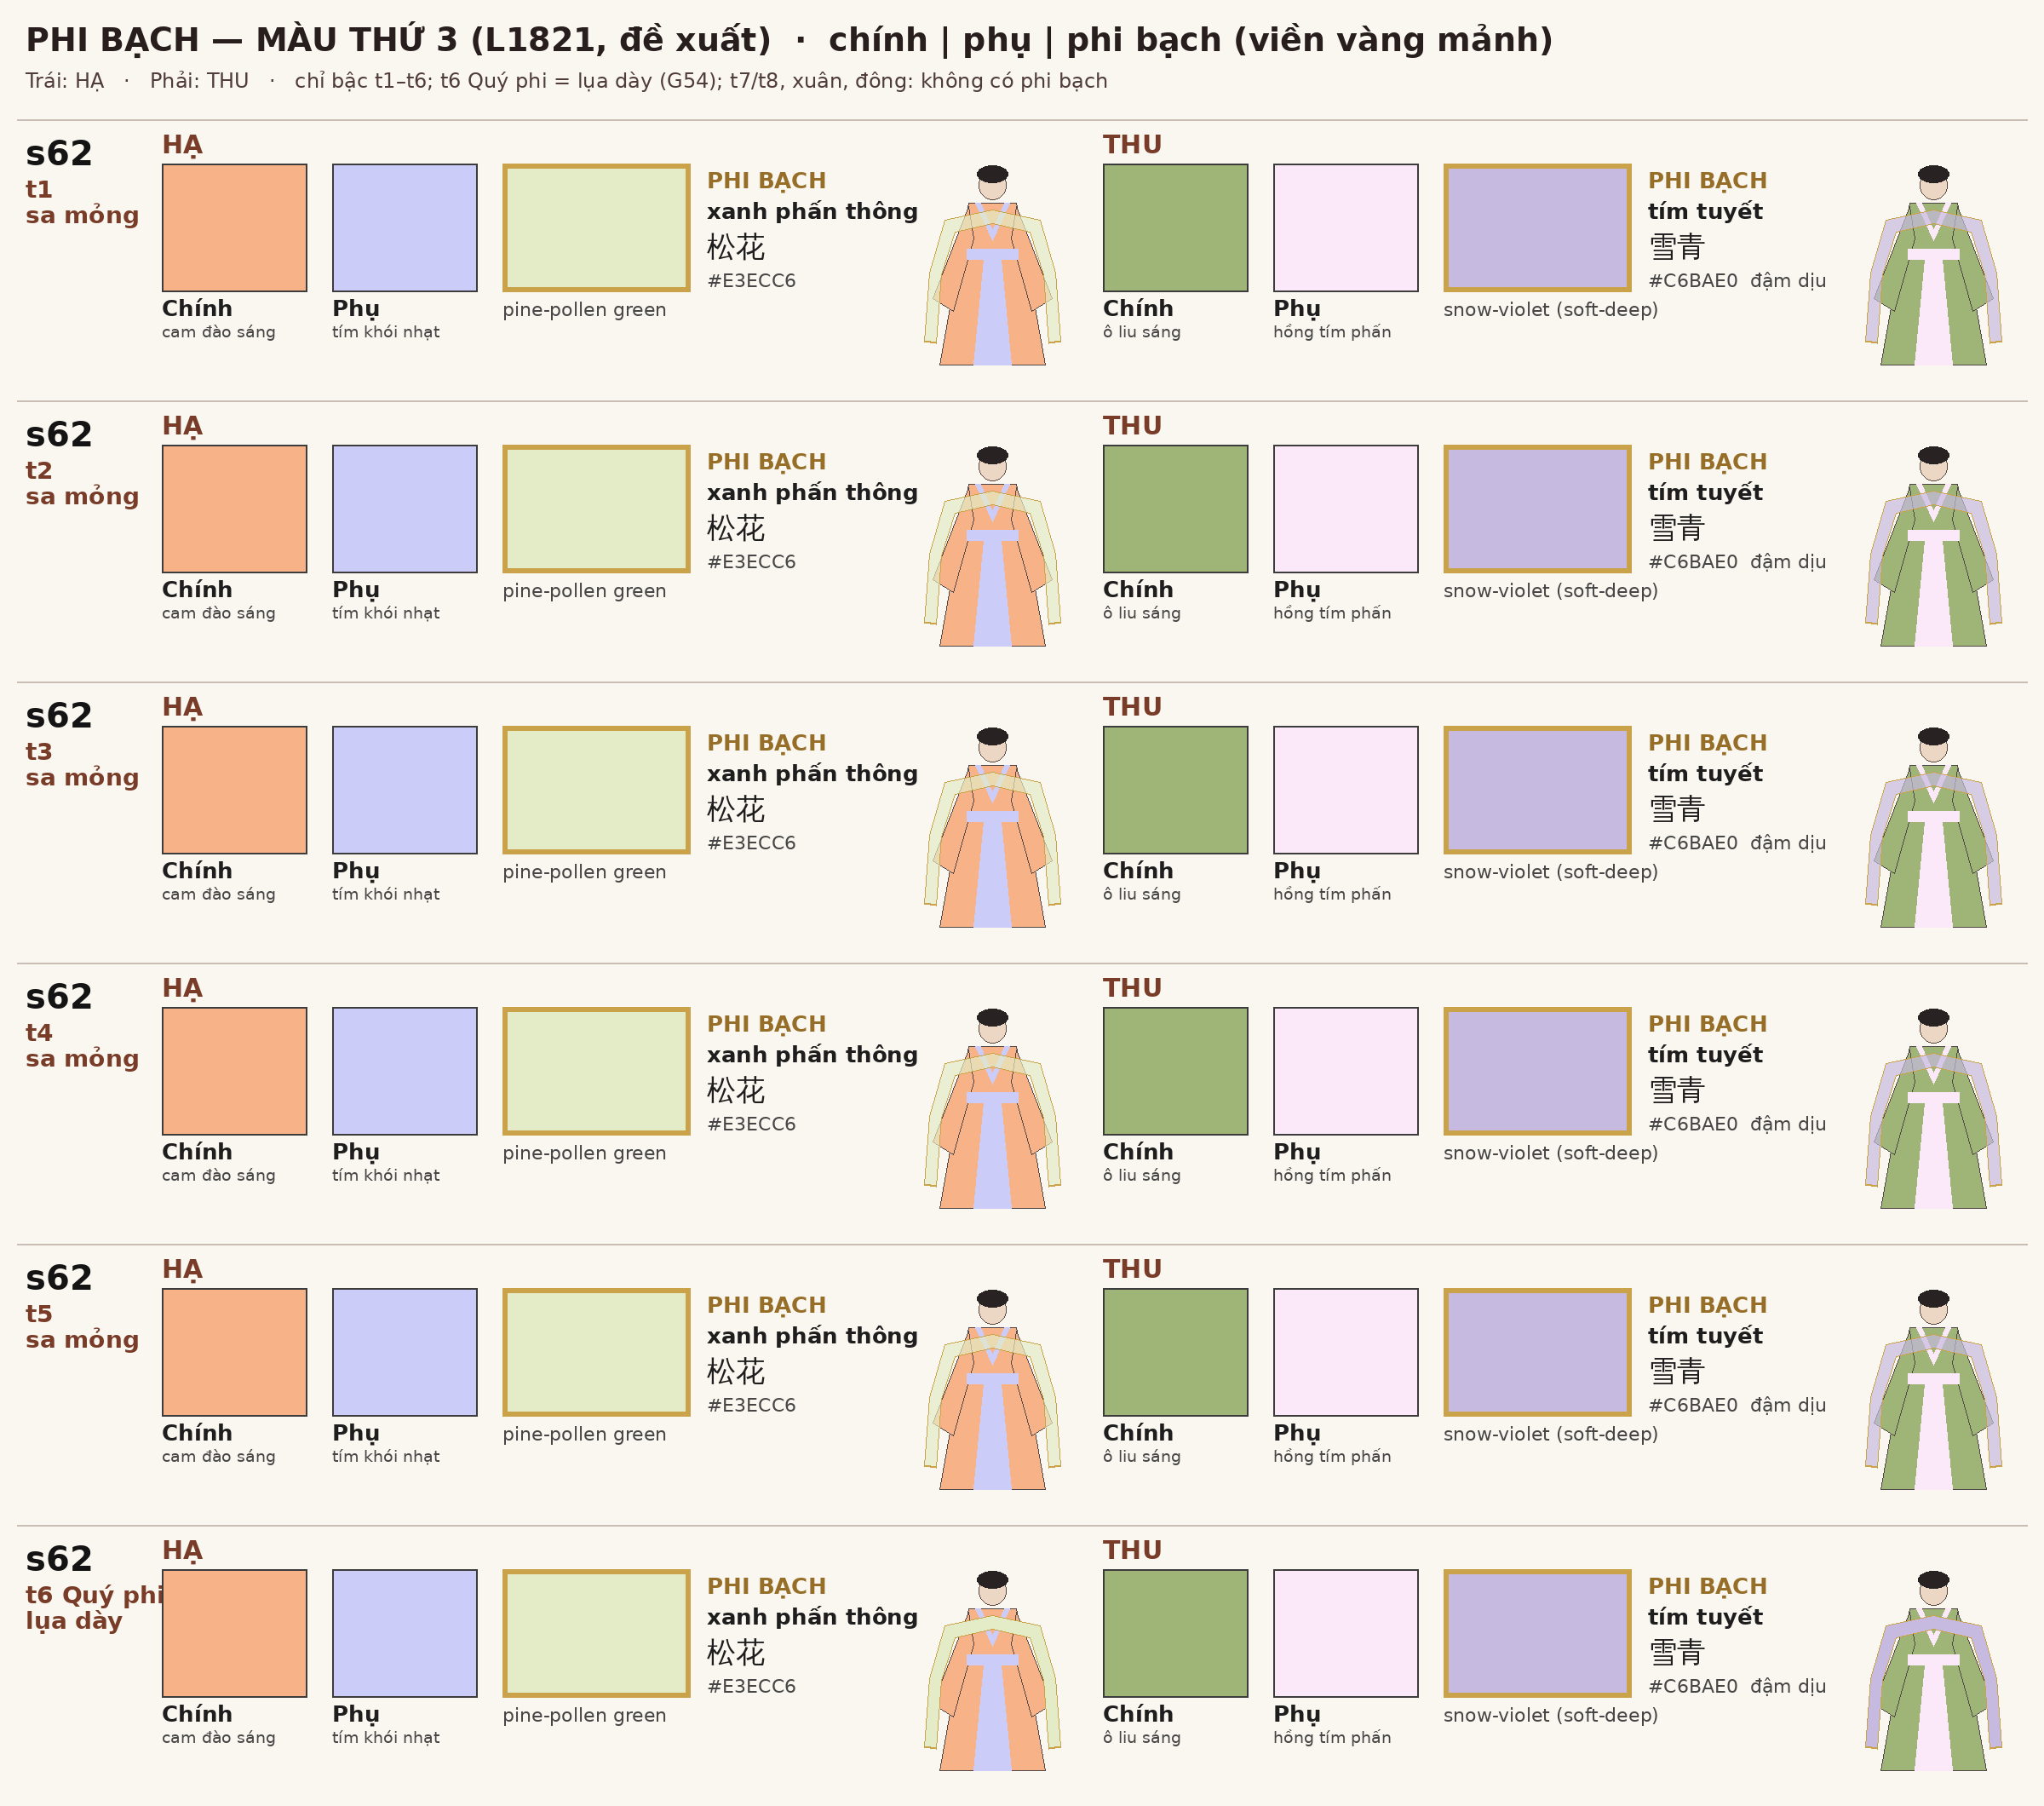 PHI BẠCH — MÀU THỨ 3 (L1821, đề xuất)  ·  chính | phụ | phi bạch (viền vàng mảnh)
Trái: HẠ  ·  Phải: THU  ·  chỉ bậc t1–t6; t6 Quý phi = lụa dày (G54); t7/t8, xuân, đông: không có phi bạch
s62
t1
sa mỏng
HẠ
Chính
cam đào sáng
Phụ
tím khói nhạt
pine-pollen green
PHI BẠCH
xanh phấn thông
松花
#E3ECC6
THU
Chính
ô liu sáng
Phụ
hồng tím phấn
snow-violet (soft-deep)
PHI BẠCH
tím tuyết
雪青
#C6BAE0  đậm dịu
s62
t2
sa mỏng
HẠ
Chính
cam đào sáng
Phụ
tím khói nhạt
pine-pollen green
PHI BẠCH
xanh phấn thông
松花
#E3ECC6
THU
Chính
ô liu sáng
Phụ
hồng tím phấn
snow-violet (soft-deep)
PHI BẠCH
tím tuyết
雪青
#C6BAE0  đậm dịu
s62
t3
sa mỏng
HẠ
Chính
cam đào sáng
Phụ
tím khói nhạt
pine-pollen green
PHI BẠCH
xanh phấn thông
松花
#E3ECC6
THU
Chính
ô liu sáng
Phụ
hồng tím phấn
snow-violet (soft-deep)
PHI BẠCH
tím tuyết
雪青
#C6BAE0  đậm dịu
s62
t4
sa mỏng
HẠ
Chính
cam đào sáng
Phụ
tím khói nhạt
pine-pollen green
PHI BẠCH
xanh phấn thông
松花
#E3ECC6
THU
Chính
ô liu sáng
Phụ
hồng tím phấn
snow-violet (soft-deep)
PHI BẠCH
tím tuyết
雪青
#C6BAE0  đậm dịu
s62
t5
sa mỏng
HẠ
Chính
cam đào sáng
Phụ
tím khói nhạt
pine-pollen green
PHI BẠCH
xanh phấn thông
松花
#E3ECC6
THU
Chính
ô liu sáng
Phụ
hồng tím phấn
snow-violet (soft-deep)
PHI BẠCH
tím tuyết
雪青
#C6BAE0  đậm dịu
s62
t6 Quý phi
lụa dày
HẠ
Chính
cam đào sáng
Phụ
tím khói nhạt
pine-pollen green
PHI BẠCH
xanh phấn thông
松花
#E3ECC6
THU
Chính
ô liu sáng
Phụ
hồng tím phấn
snow-violet (soft-deep)
PHI BẠCH
tím tuyết
雪青
#C6BAE0  đậm dịu